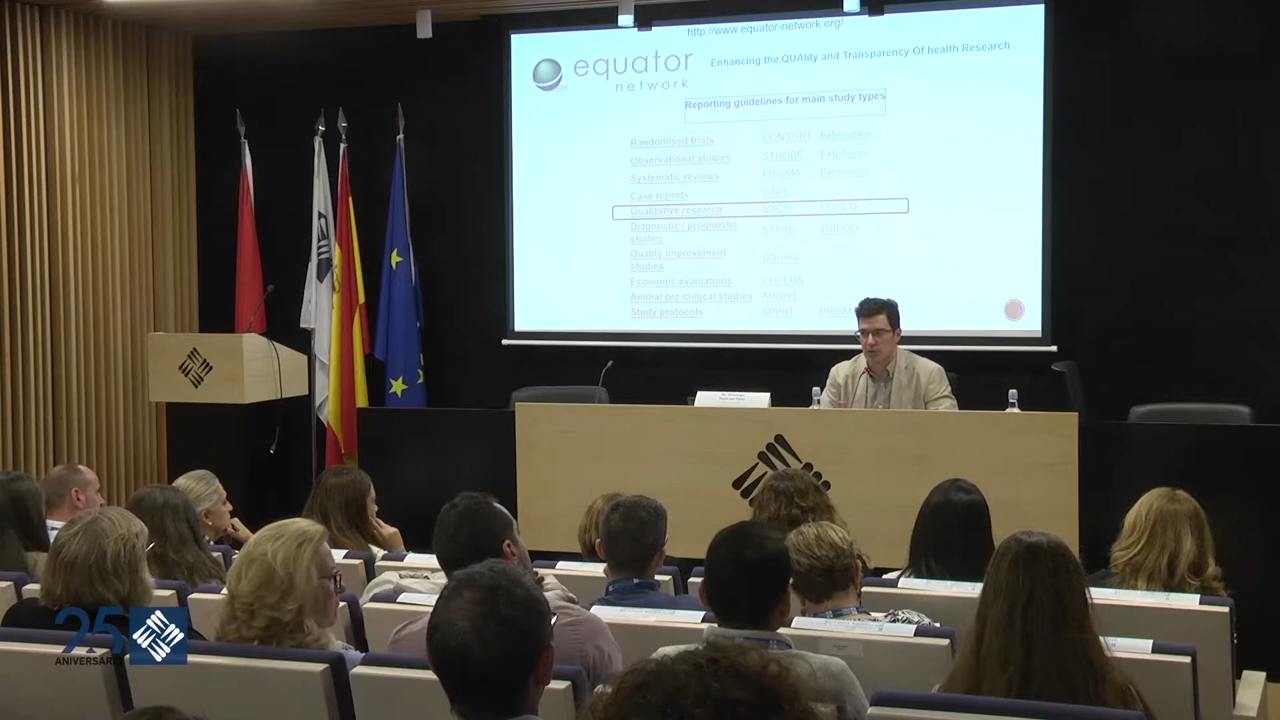 http://www.equator-network.org/
equator
network
Enhancing the QUAlity and Transparency Of health Research
Reporting guidelines for main study types
Randomised trials CONSORT Extensions
Observational studies STROBE Extensions
Systematic reviews PRISMA Extensions
Case reports CARE
Qualitative research SRQR COREQ
Diagnostic / prognostic
studies STARD TRIPOD
Quality improvement
studies SQUIRE
Economic evaluations CHEERS
Animal pre-clinical studies ARRIVE
Study protocols SPIRIT PRISM
25
ANIVERSARIO